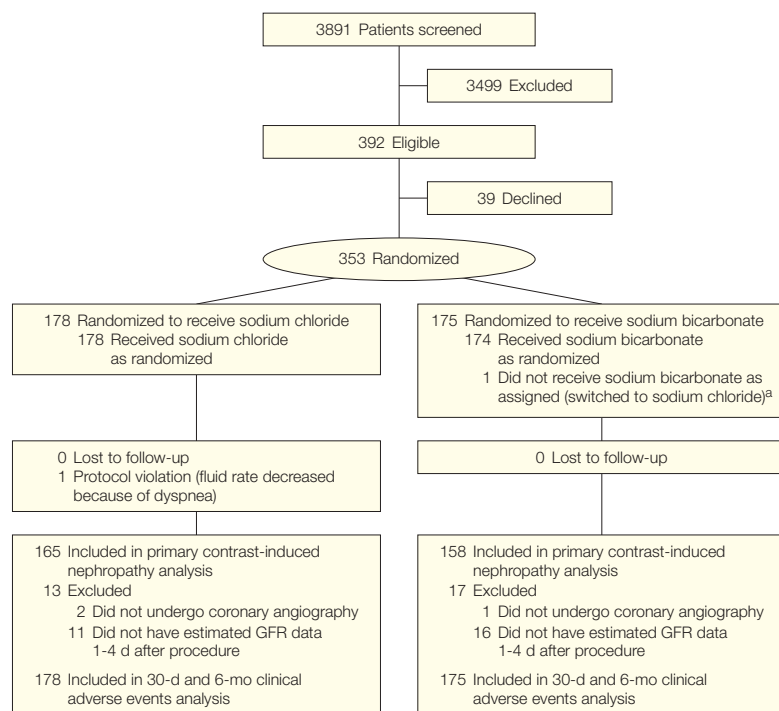 3891 Patients screened
3499 Excluded
392 Eligible
39 Declined
353 Randomized
178 Randomized to receive sodium chloride
178 Received sodium chloride
as randomized
175 Randomized to receive sodium bicarbonate
174 Received sodium bicarbonate
as randomized
1 Did not receive sodium bicarbonate as
assigned (switched to sodium chloride)a
0 Lost to follow-up
1 Protocol violation (fluid rate decreased
because of dyspnea)
0 Lost to follow-up
165 Included in primary contrast-induced
nephropathy analysis
13 Excluded
2 Did not undergo coronary angiography
11 Did not have estimated GFR data
1-4 d after procedure
178 Included in 30-d and 6-mo clinical
adverse events analysis
158 Included in primary contrast-induced
nephropathy analysis
17 Excluded
1 Did not undergo coronary angiography
16 Did not have estimated GFR data
1-4 d after procedure
175 Included in 30-d and 6-mo clinical
adverse events analysis